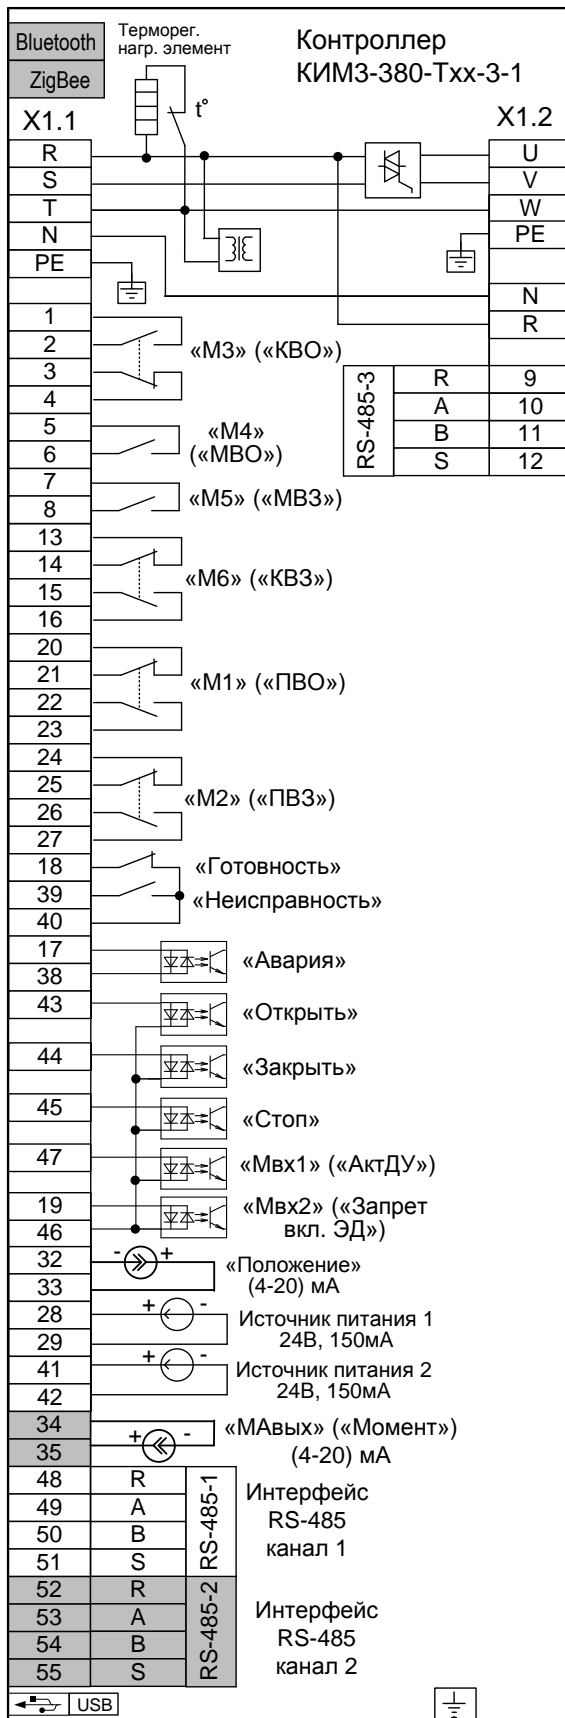 Bluetooth
ZigBee
Терморег.
нагр. элемент
Контроллер
КИМ3-380-Тхх-3-1
t°
X1.1
X1.2
R
S
T
N
PE
U
V
W
PE
N
R
1
2
3
4
«М3» («КВО»)
RS-485-3
R 9
A 10
B 11
S 12
5
6
«М4»
(«МВО»)
7
8
«М5» («МВЗ»)
13
14
15
16
«М6» («КВЗ»)
20
21
22
23
«М1» («ПВО»)
24
25
26
27
«М2» («ПВЗ»)
18
39
40
«Готовность»
«Неисправность»
17
38
«Авария»
43
«Открыть»
44
«Закрыть»
45
«Стоп»
47
«Мвх1» («АктДУ»)
19
46
«Мвх2» («Запрет
вкл. ЭД»)
32
33
- +
«Положение»
(4-20) мА
28
29
+ -
Источник питания 1
24В, 150мА
41
42
+ -
Источник питания 2
24В, 150мА
34
35
+ -
«МАвых» («Момент»)
(4-20) мА
48 R
49 A
50 B
51 S
RS-485-1
Интерфейс
RS-485
канал 1
52 R
53 A
54 B
55 S
RS-485-2
Интерфейс
RS-485
канал 2
USB